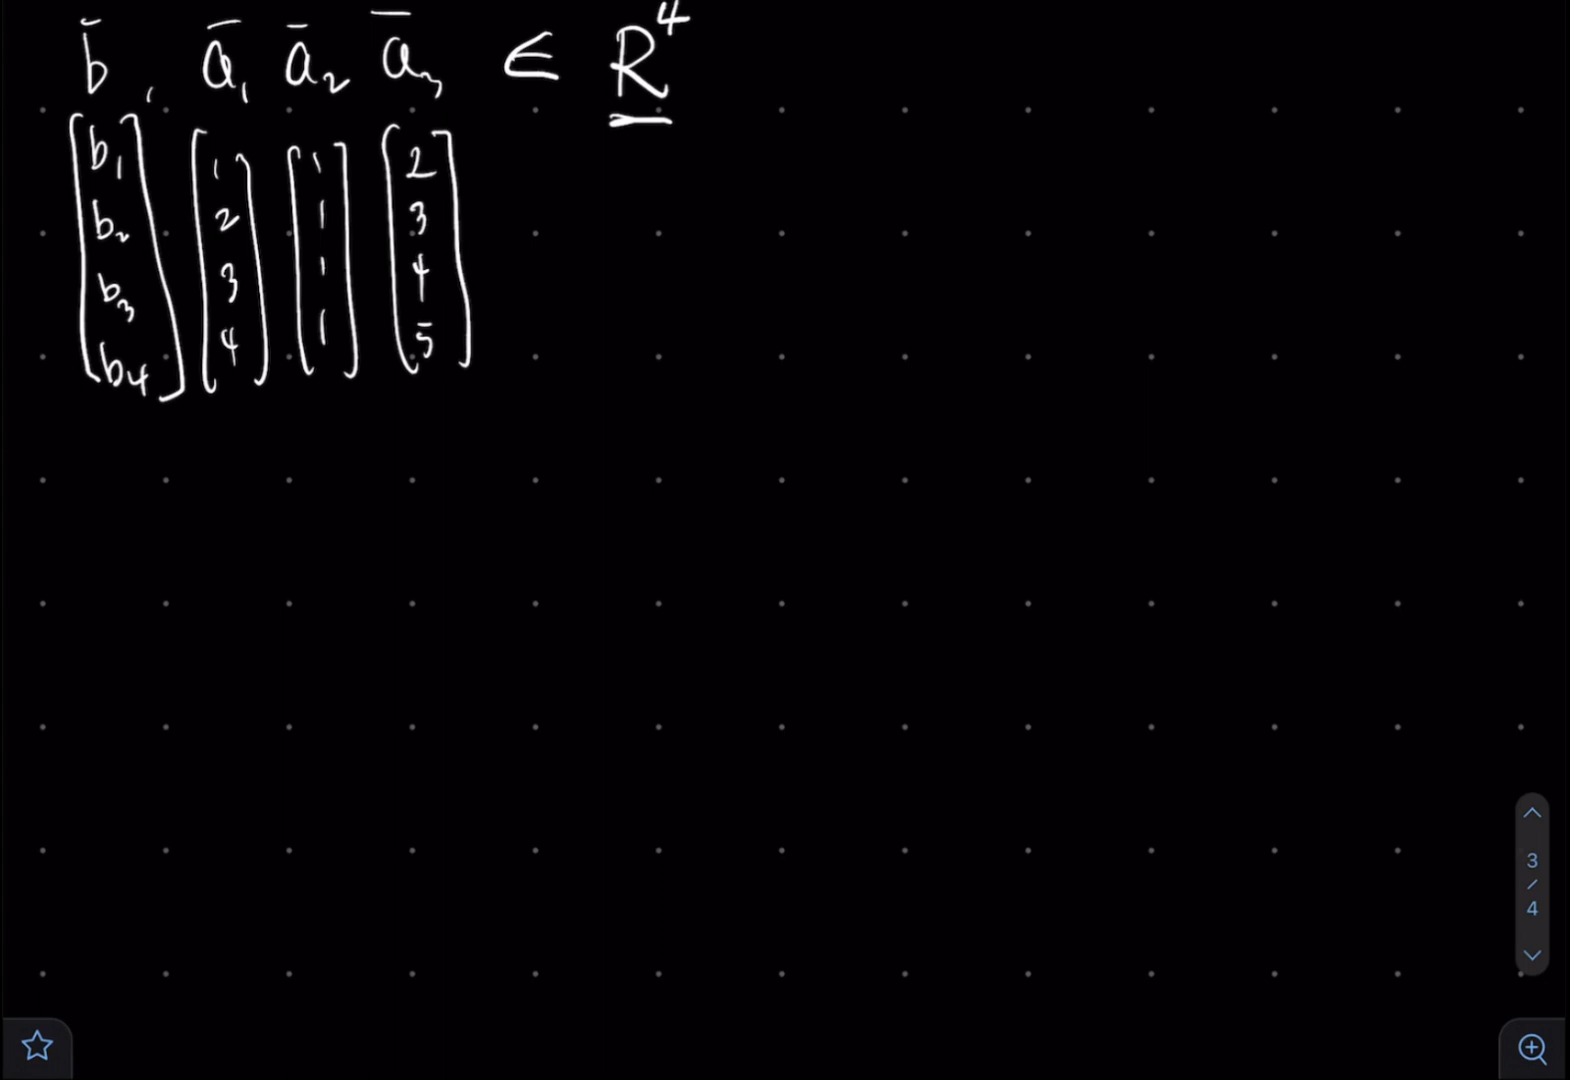 b̄, ā₁ ā₂ ā₃ ∈ R⁴
[b₁ b₂ b₃ b₄] [1 2 3 4] [1 1 1 1] [2 3 4 5]
3
/
4